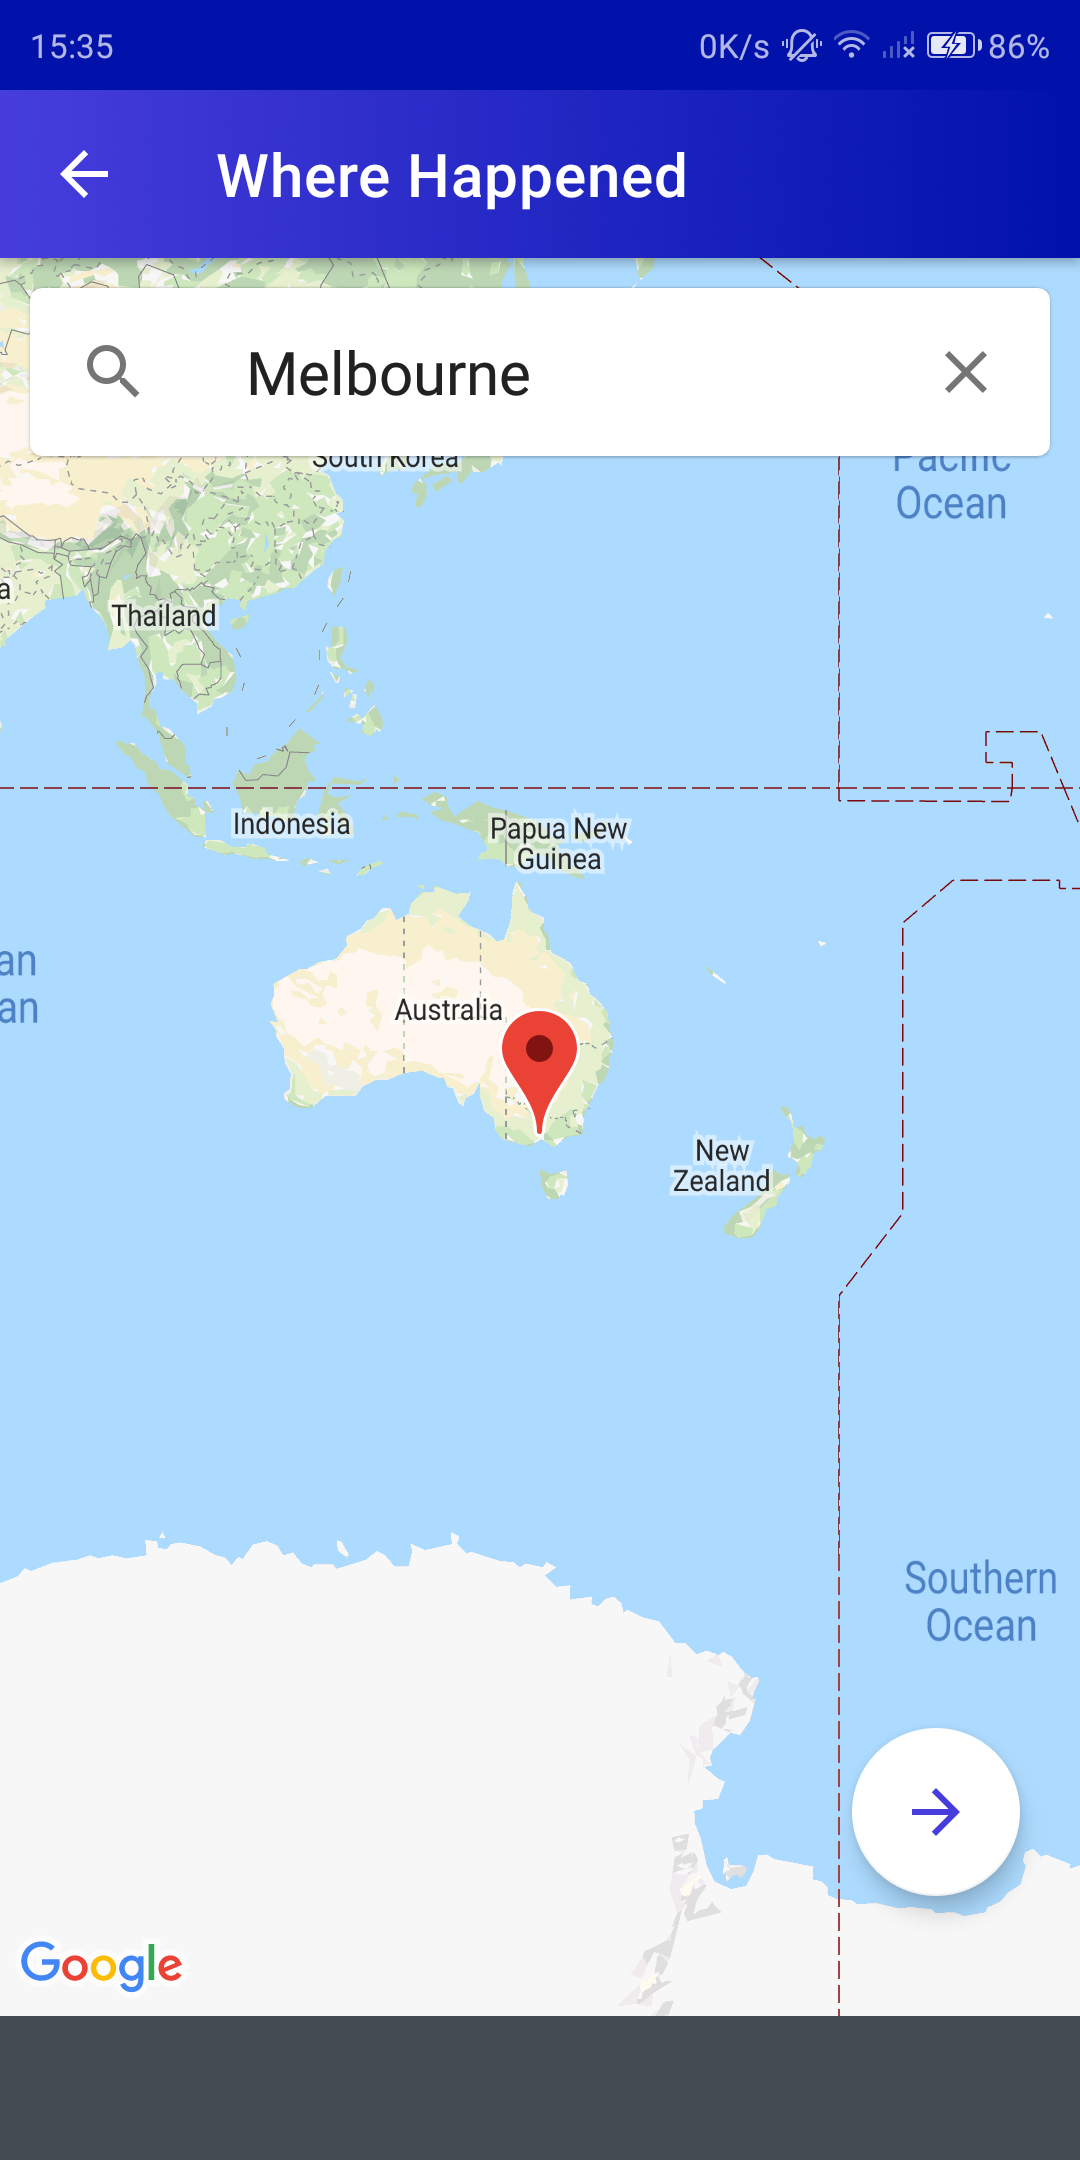 15:35
0K/s
86%
Where Happened
Melbourne
South Korea
Pacific
Ocean
a
Thailand
Indonesia
Papua New
Guinea
an
an
Australia
New
Zealand
Southern
Ocean
Google